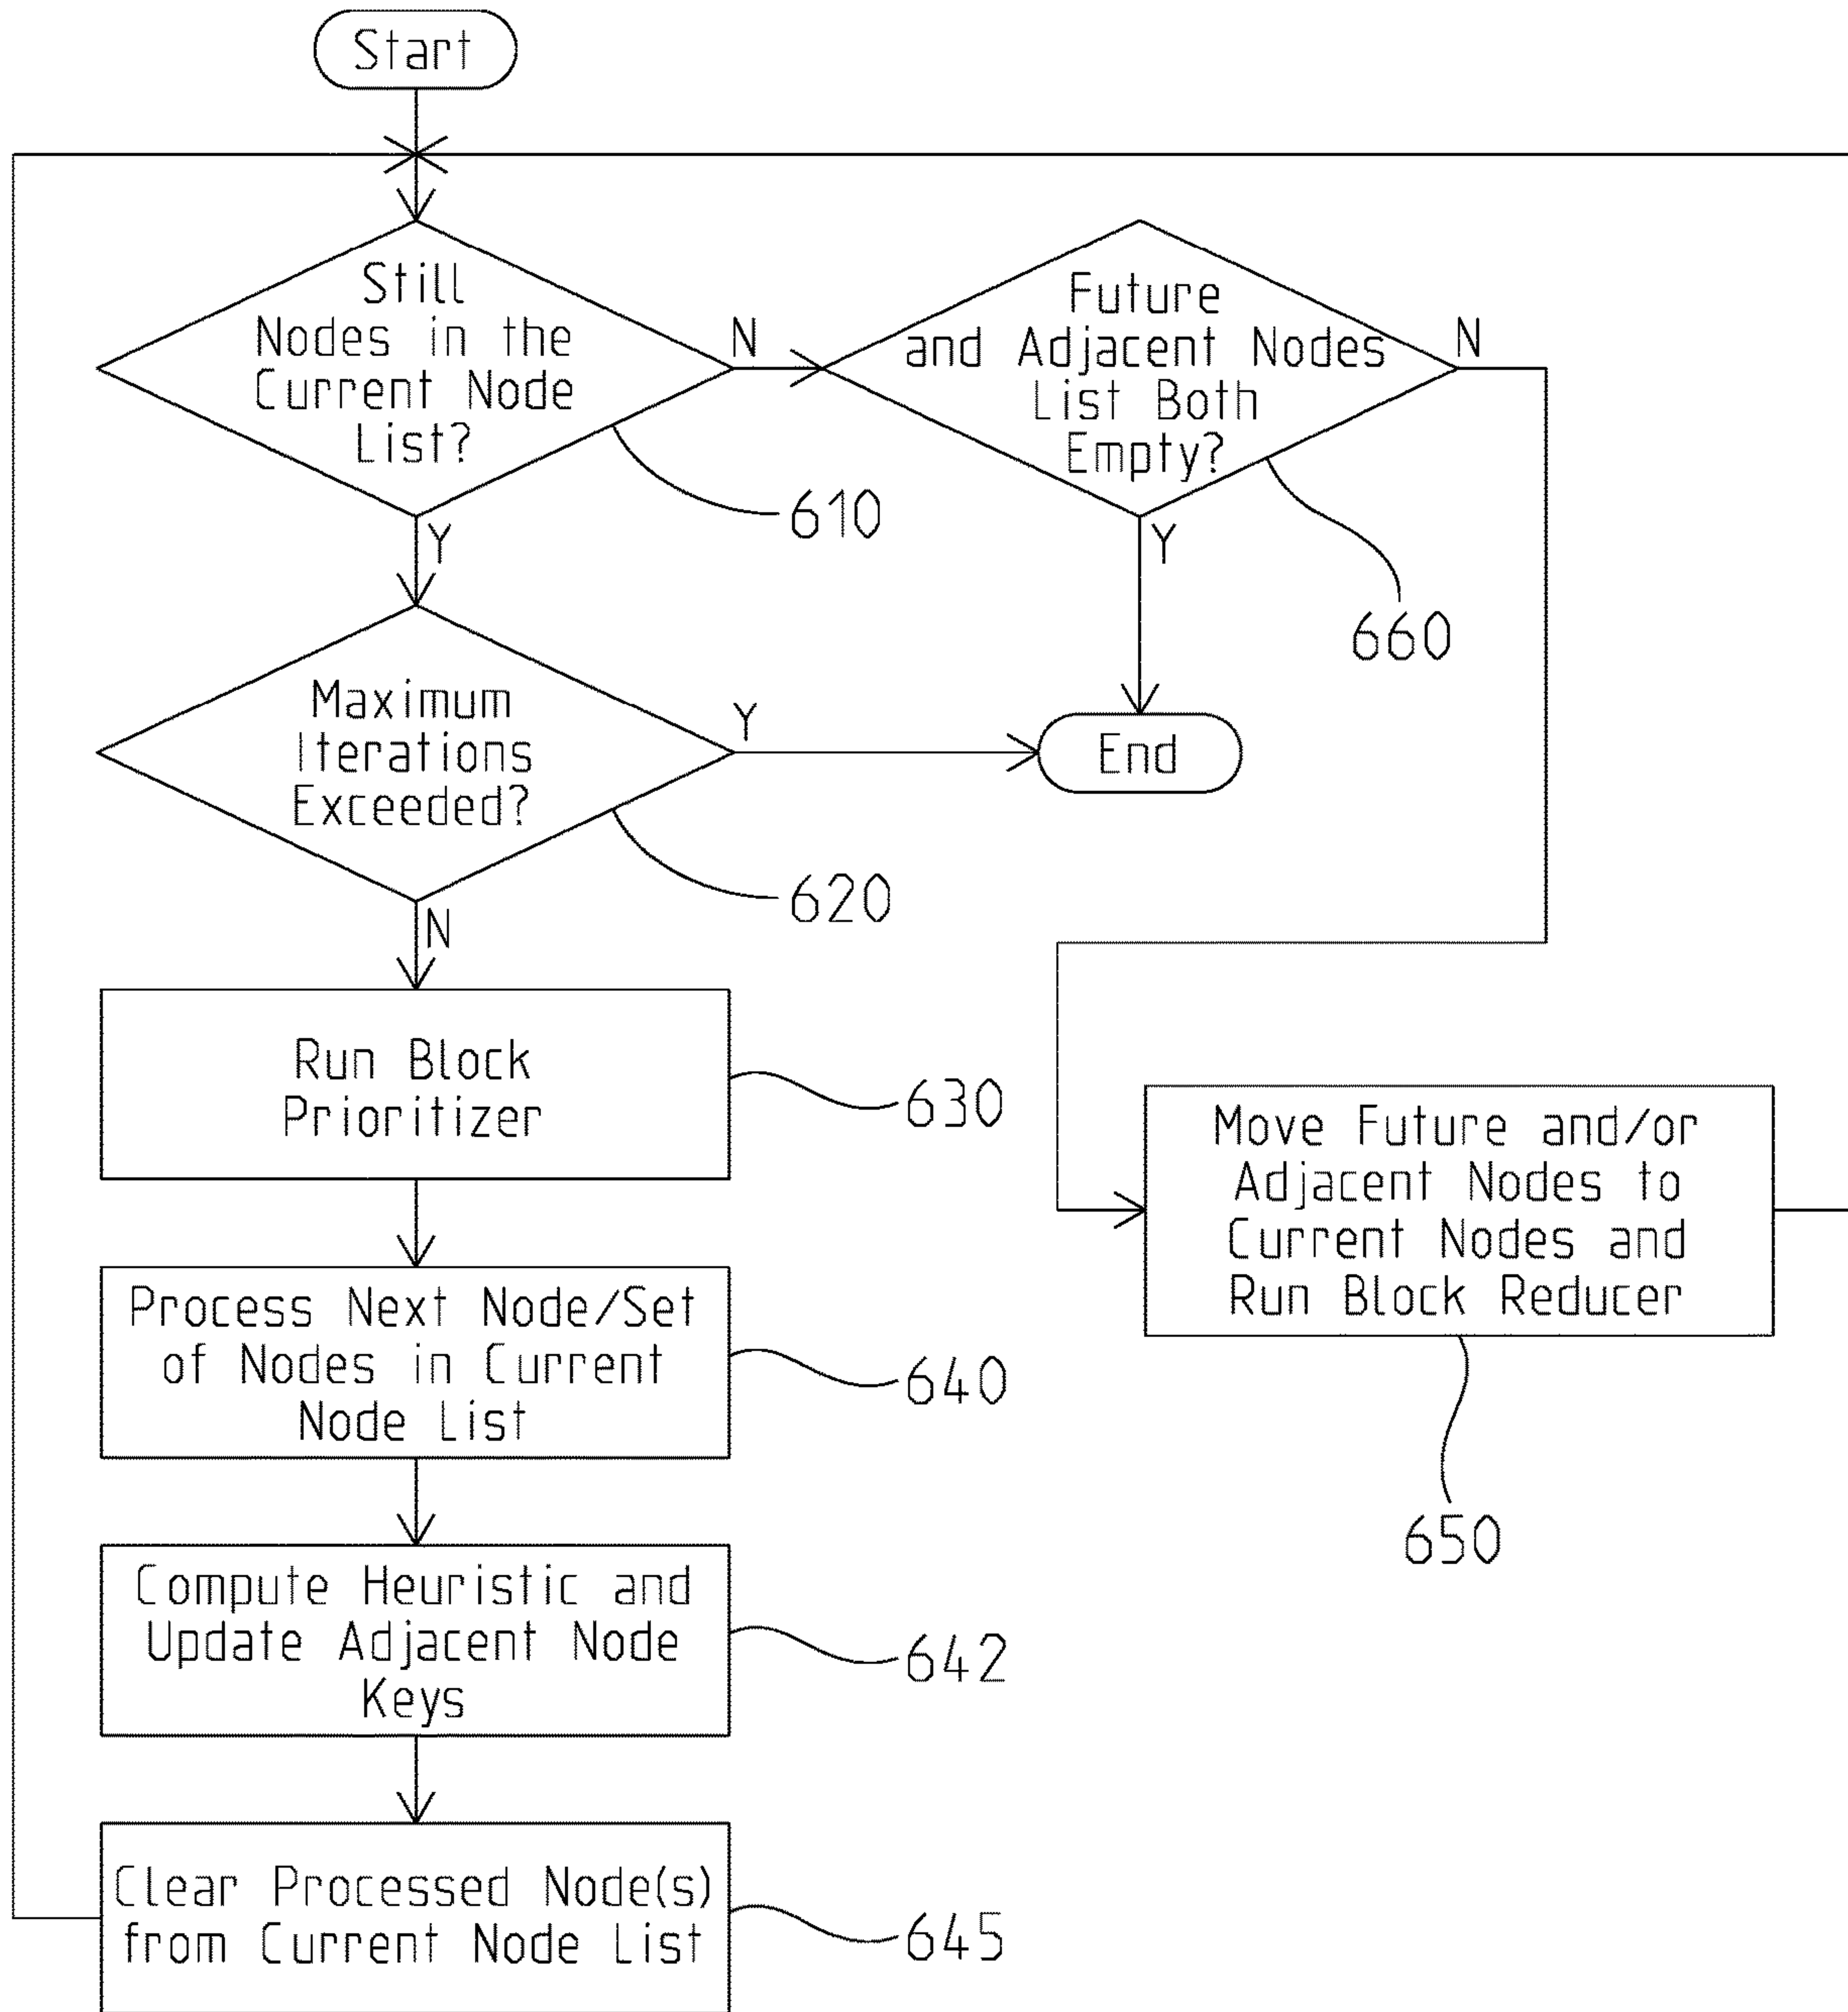 Start
Still
Nodes in the
Current Node
List?
N
Y
610
Future
and Adjacent Nodes
List Both
Empty?
N
Y
660
Maximum
Iterations
Exceeded?
Y
N
620
End
Run Block
Prioritizer
630
Process Next Node/Set
of Nodes in Current
Node List
640
Compute Heuristic and
Update Adjacent Node
Keys
642
Clear Processed Node(s)
from Current Node List
645
Move Future and/or
Adjacent Nodes to
Current Nodes and
Run Block Reducer
650